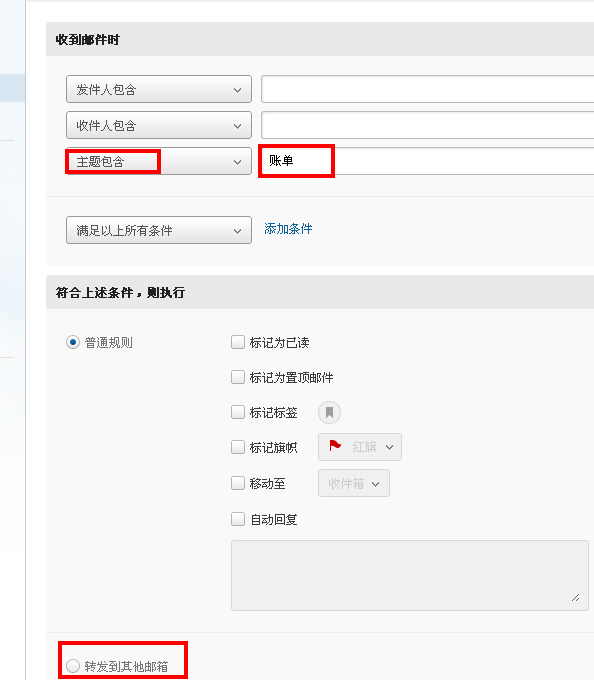 收到邮件时
发件人包含
收件人包含
主题包含 账单
满足以上所有条件 添加条件
符合上述条件，则执行
普通规则 标记为已读
标记为置顶邮件
标记标签
标记旗帜 红旗
移动至 收件箱
自动回复
转发到其他邮箱